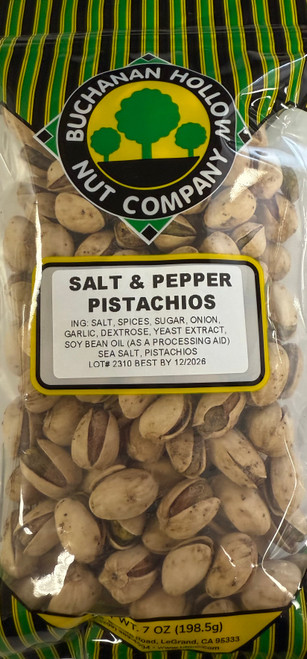 BUCHANAN HOLLOW
NUT COMPANY
SALT & PEPPER
PISTACHIOS
ING: SALT, SPICES, SUGAR, ONION,
GARLIC, DEXTROSE, YEAST EXTRACT,
SOY BEAN OIL (AS A PROCESSING AID)
SEA SALT, PISTACHIOS
LOT# 2310 BEST BY 12/2026
WT. 7 OZ (198.5g)
Road, LeGrand, CA 95333